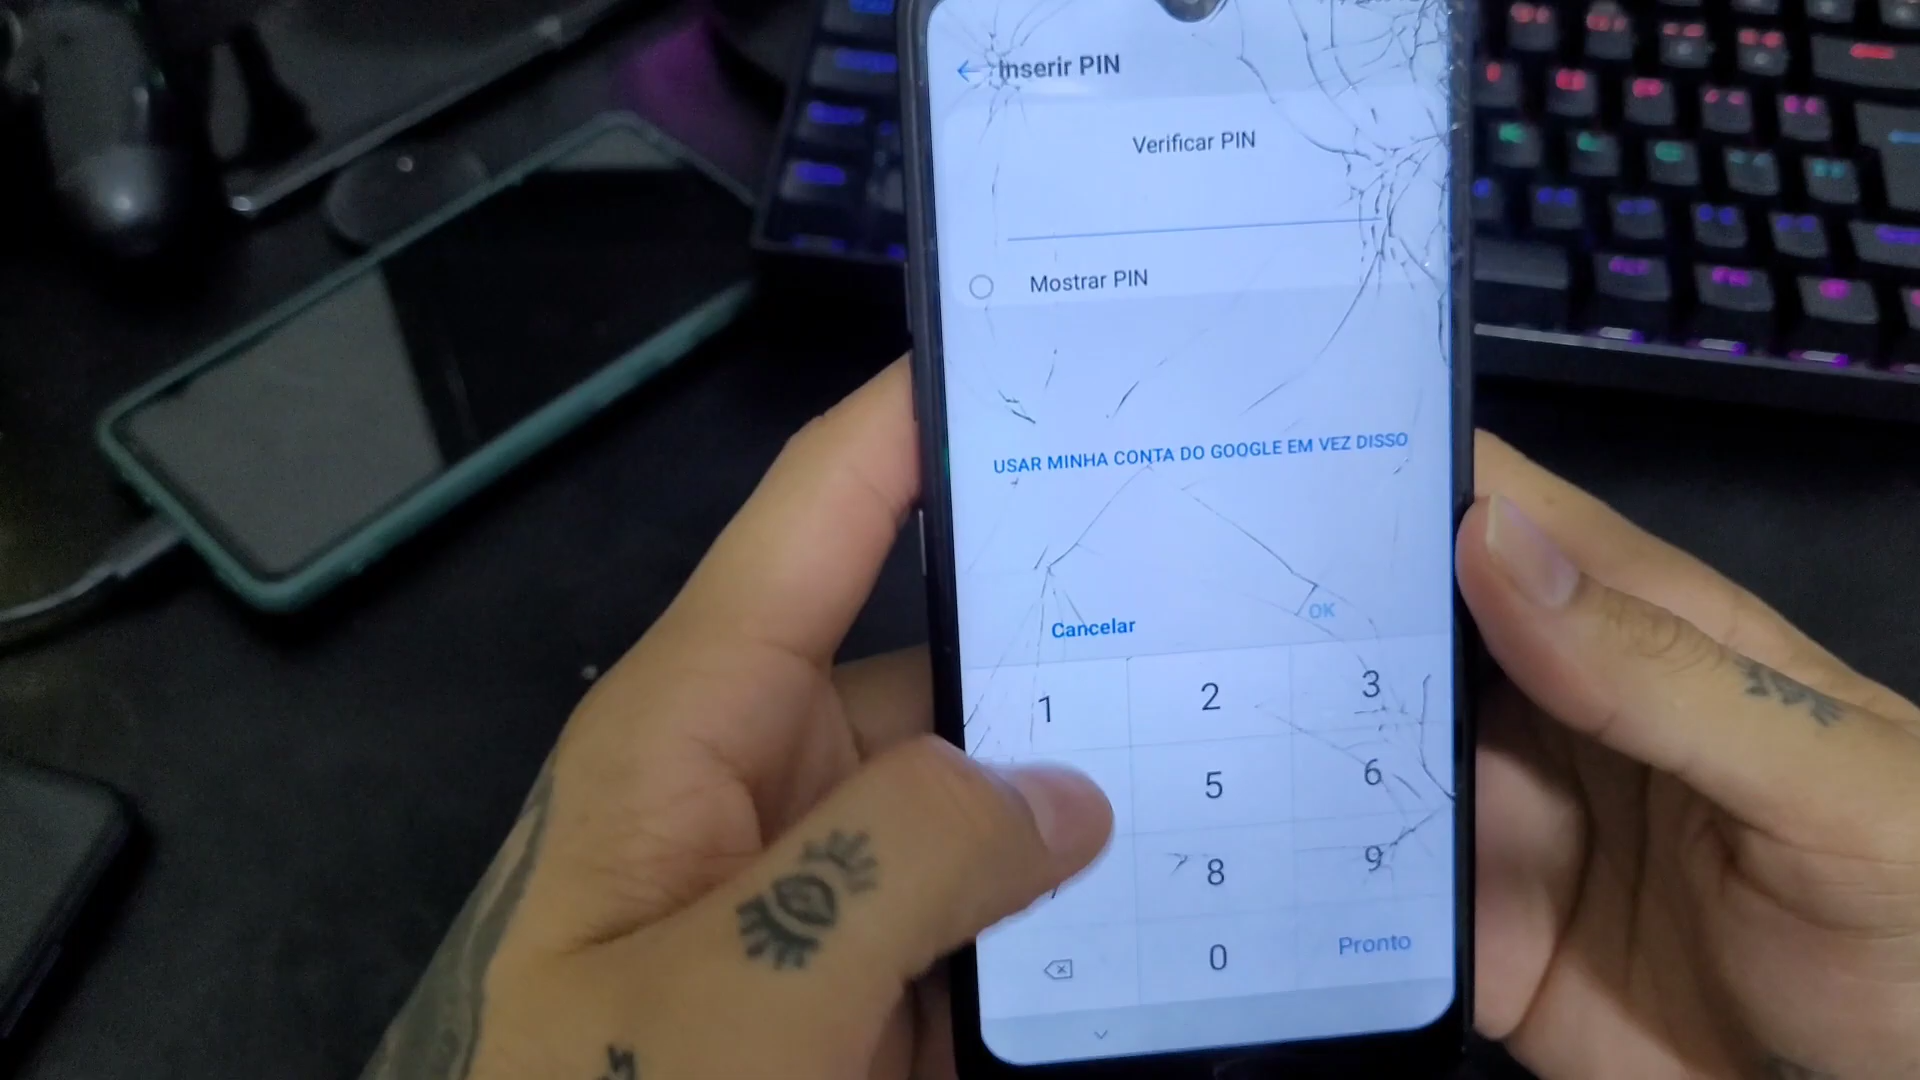 Inserir PIN
Verificar PIN
Mostrar PIN
USAR MINHA CONTA DO GOOGLE EM VEZ DISSO
Cancelar
OK
1 2 3
5 6
8 9
0 Pronto